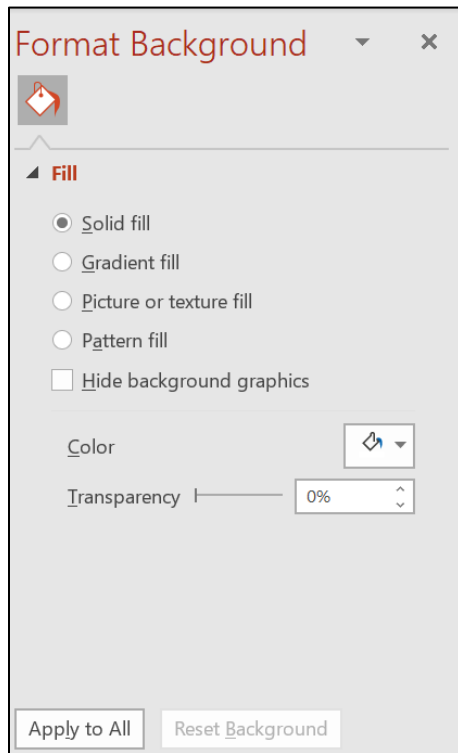 Format Background
Fill
Solid fill
Gradient fill
Picture or texture fill
Pattern fill
Hide background graphics
Color
Transparency 0%
Apply to All Reset Background